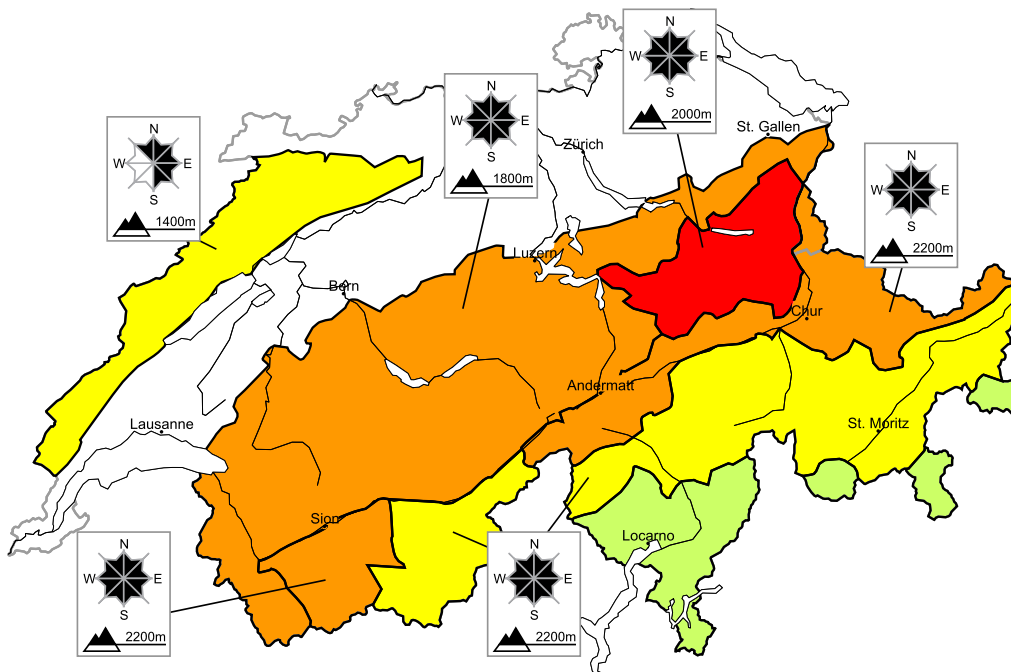 N
W E
S
2000m
N
W E
S
1800m
N
W E
S
1400m
St. Gallen
Zürich
N
W E
S
2200m
Luzern
Bern
Chur
Andermatt
Lausanne
St. Moritz
Sion
Locarno
N
W E
S
2200m
N
W E
S
2200m